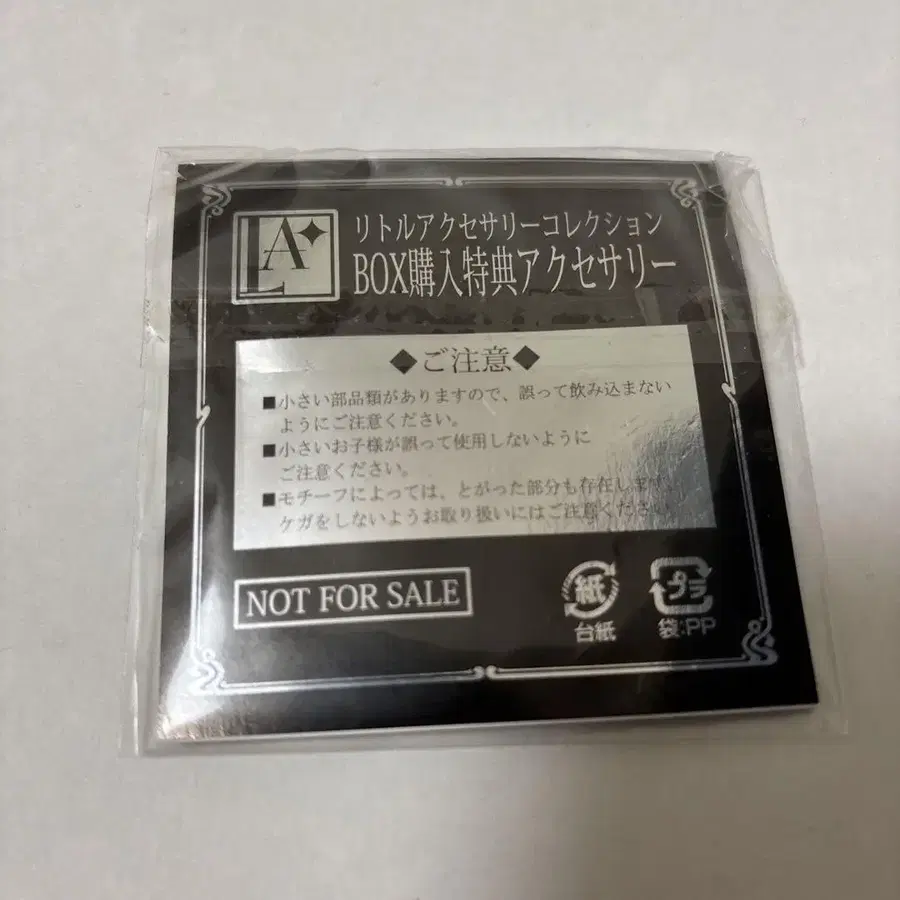 LA
リトルアクセサリーコレクション
BOX購入特典アクセサリー
◆ご注意◆
■小さい部品類がありますので、誤って飲み込まない
ようにご注意ください。
■小さいお子様が誤って使用しないように
ご注意ください。
■モチーフによっては、とがった部分も存在します。
ケガをしないようお取り扱いにはご注意ください。
NOT FOR SALE
紙
台紙
プラ
袋:PP